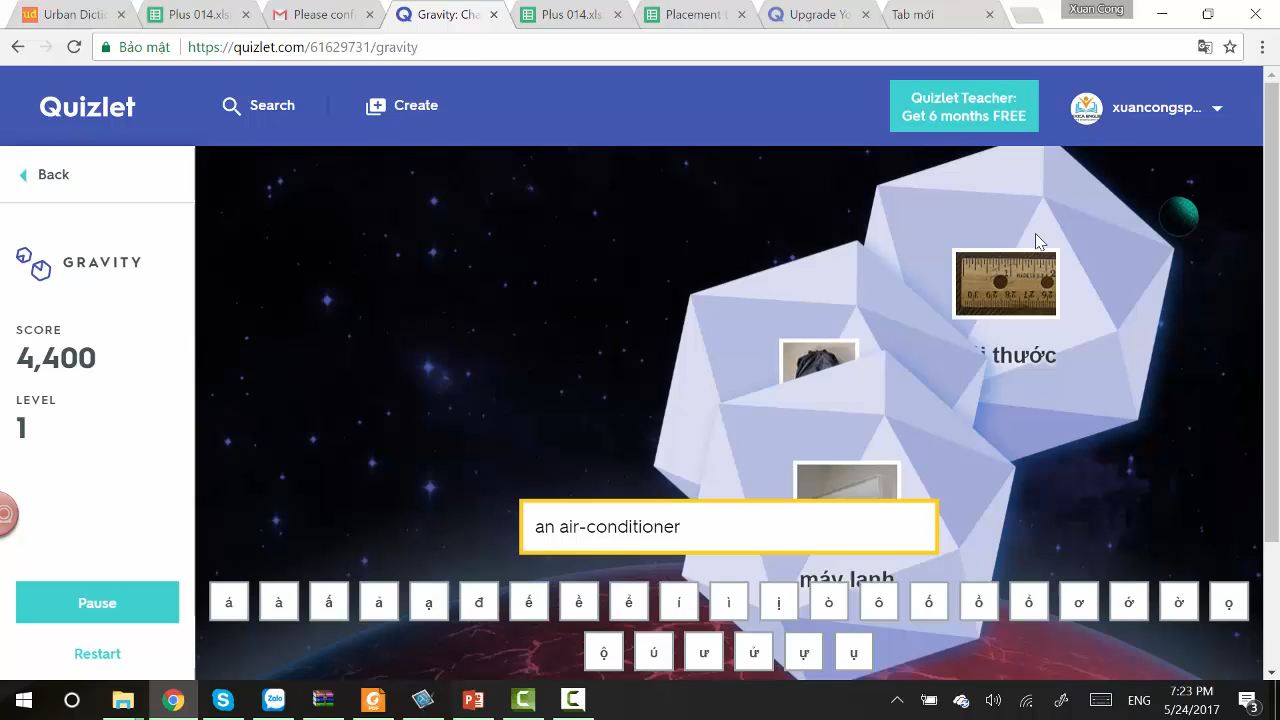 Urban Dictio
Plus 014.xls
Please conf
Gravity: Cha
Plus 014.xls
Placement
Upgrade Yo
Tab mới
Xuan Cong
Bảo mật
https://quizlet.com/61629731/gravity
Quizlet
Search
Create
Quizlet Teacher:
Get 6 months FREE
xuancongsp...
Back
GRAVITY
SCORE
4,400
LEVEL
1
thước
an air-conditioner
máy lạnh
á à ấ ả ạ đ ế ề ể í ì ị ò ô ố ồ ổ ơ ớ ờ ọ
ộ ú ư ử ự ụ
Pause
Restart
ENG
7:23 PM
5/24/2017
3